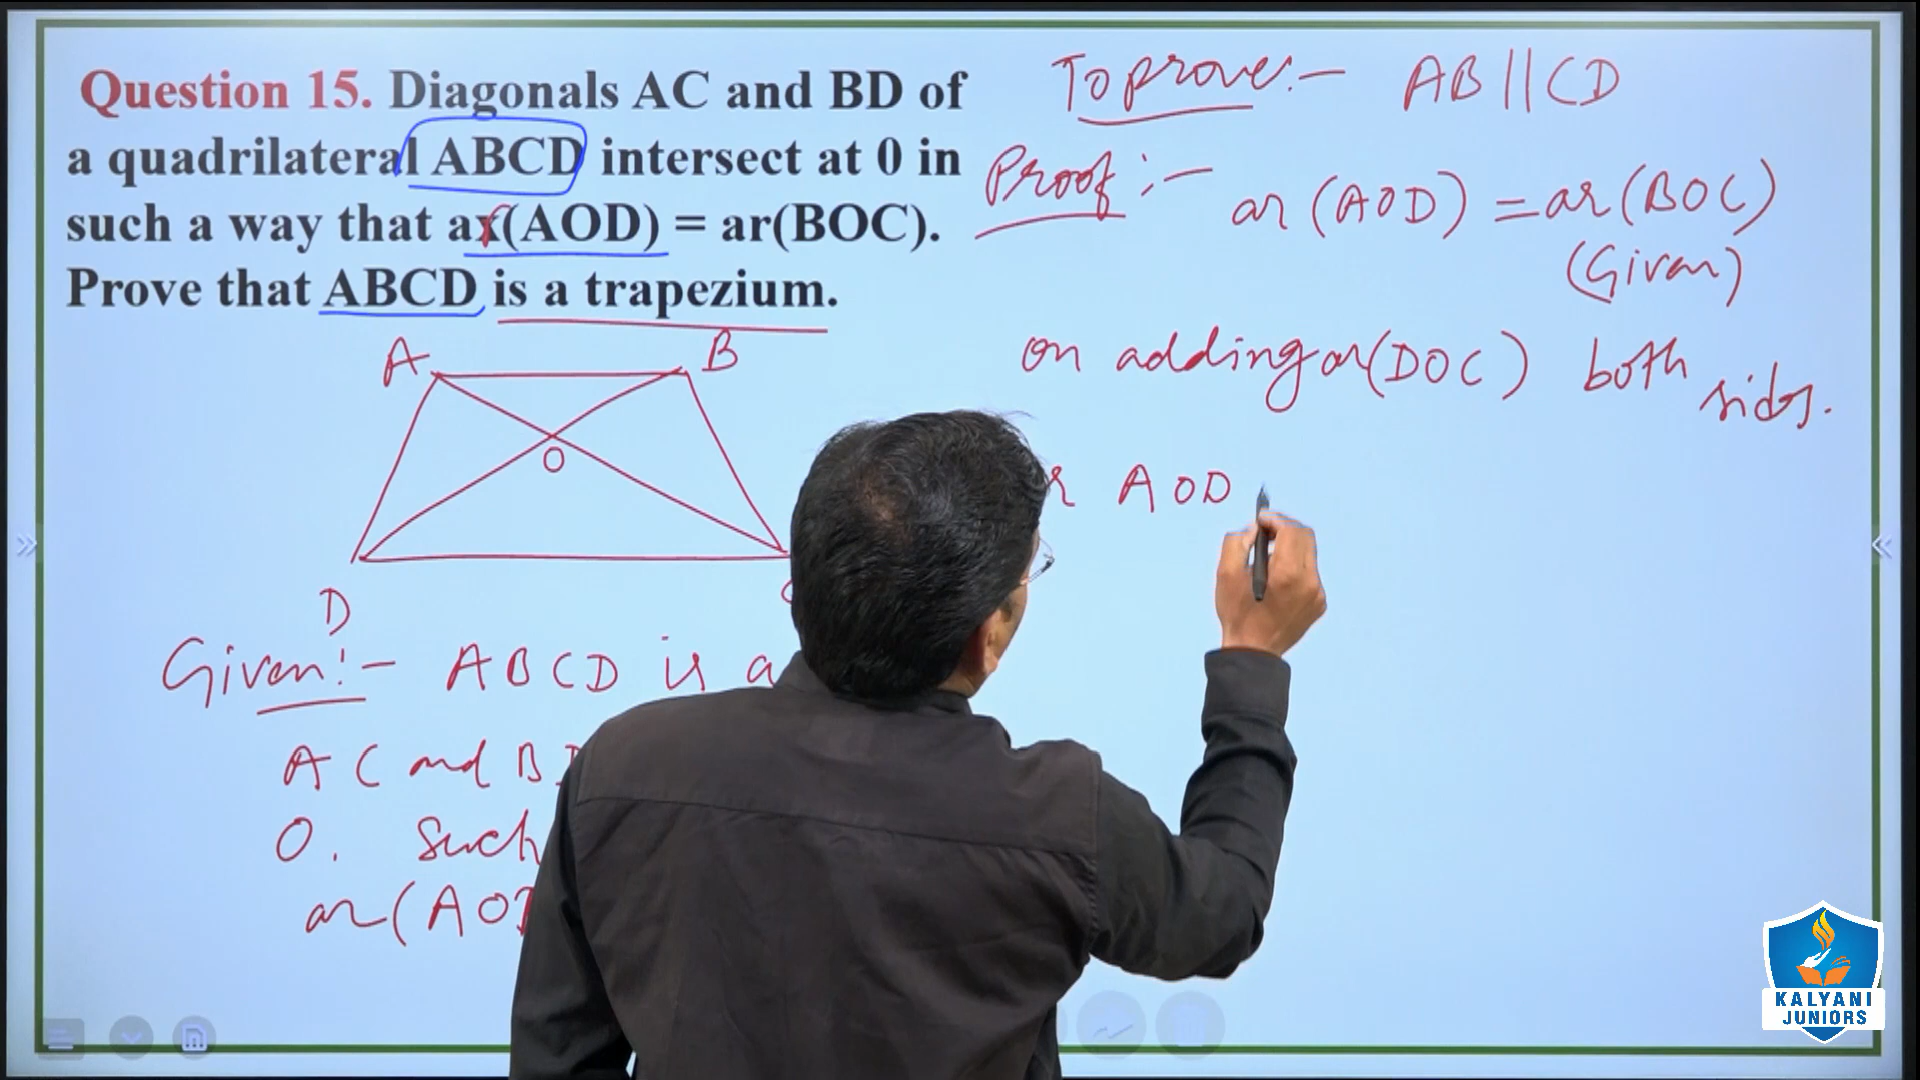 Question 15. Diagonals AC and BD of
a quadrilateral ABCD intersect at 0 in
such a way that ar(AOD) = ar(BOC).
Prove that ABCD is a trapezium.
A
B
O
D
Given:- ABCD is a
AC and B
O. such
ar(AO
To prove:- AB||CD
Proof:- ar(AOD) = ar(BOC)
(Given)
on adding ar(DOC) both
sides.
AOD
KALYANI
JUNIORS